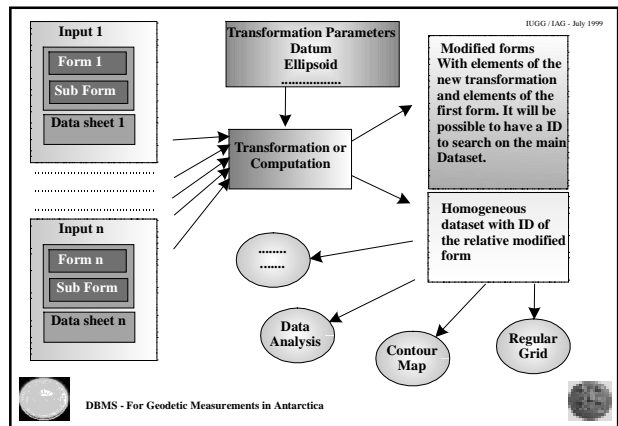 IUGG / IAG - July 1999
Input 1
Form 1
Sub Form
Data sheet 1
Transformation Parameters
Datum
Ellipsoid
.................
Modified forms
With elements of the
new transformation
and elements of the
first form. It will be
possible to have a ID
to search on the main
Dataset.
Transformation or
Computation
Input n
Form n
Sub Form
Data sheet n
Homogeneous
dataset with ID of
the relative modified
form
........
.......
Data
Analysis
Contour
Map
Regular
Grid
DBMS - For Geodetic Measurements in Antarctica